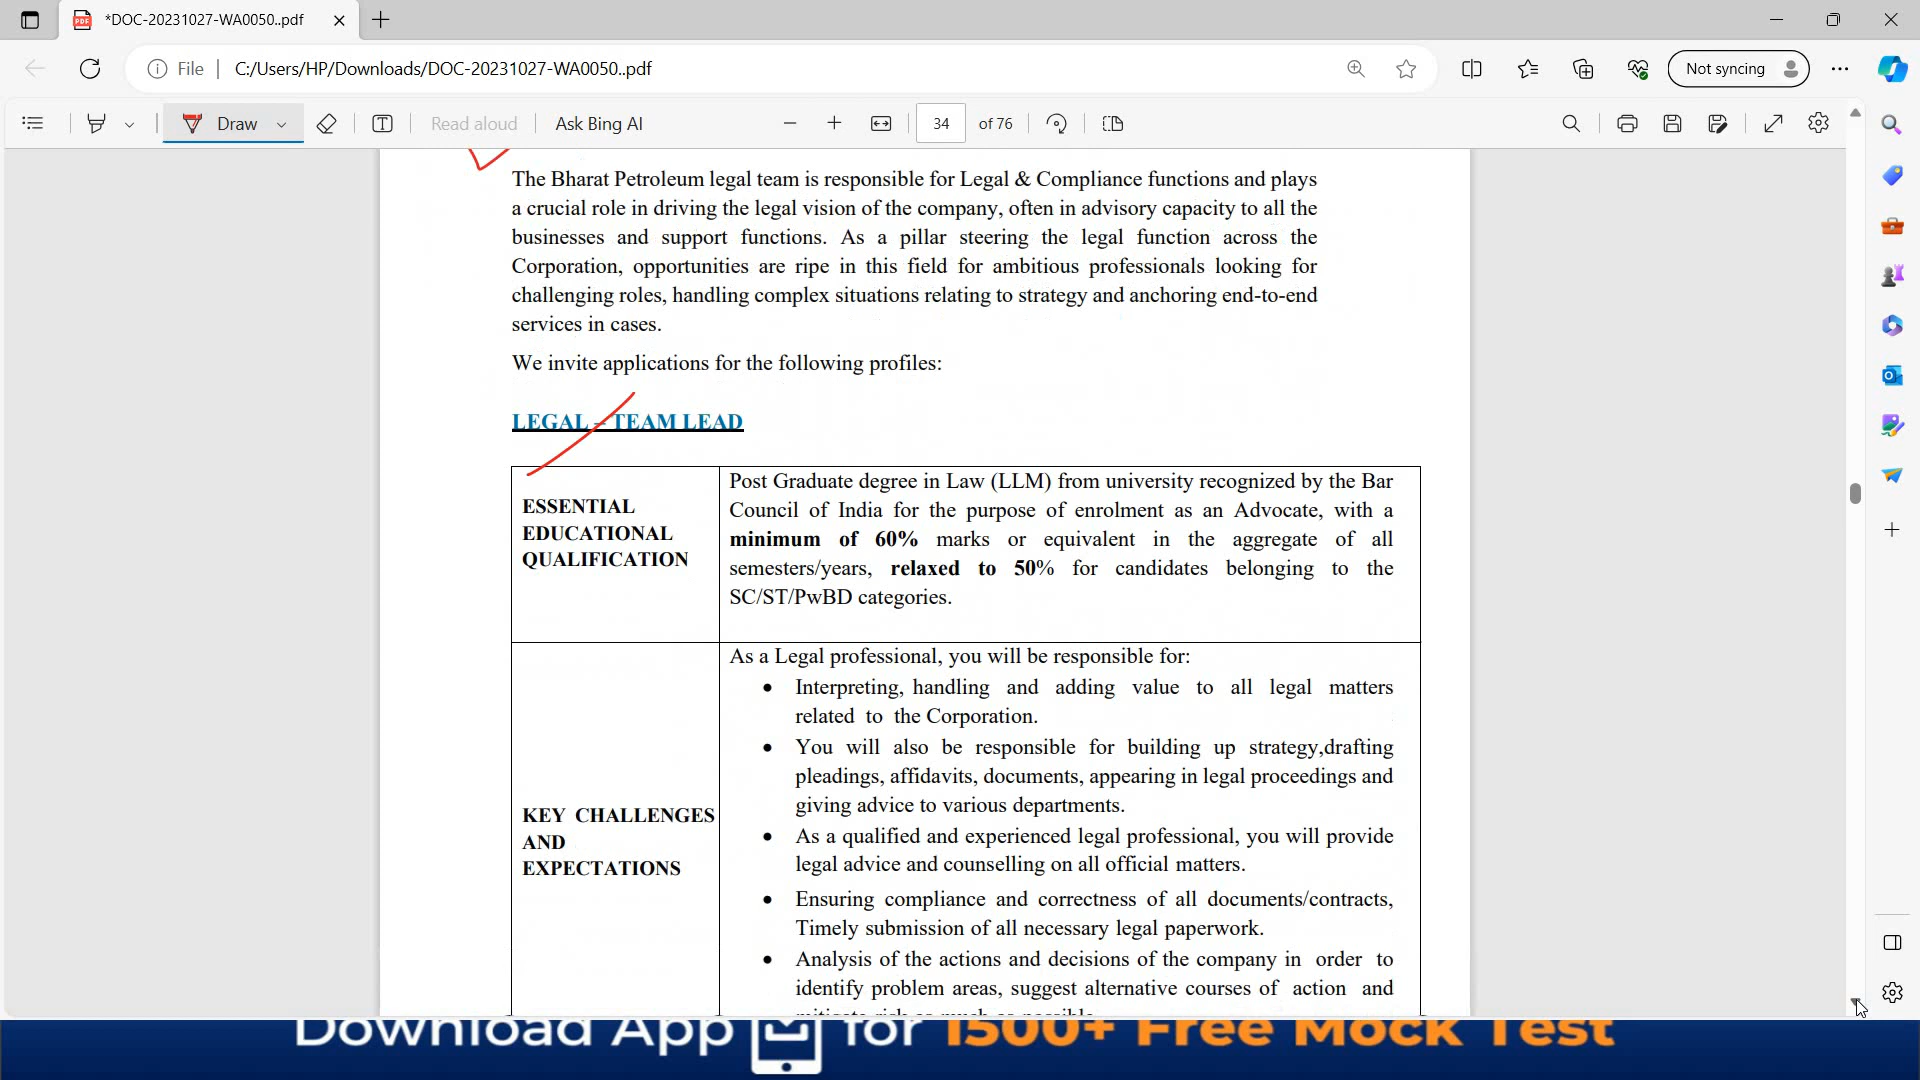 *DOC-20231027-WA0050..pdf
File
C:/Users/HP/Downloads/DOC-20231027-WA0050..pdf
Not syncing
Draw
Read aloud
Ask Bing AI
34
of 76
The Bharat Petroleum legal team is responsible for Legal & Compliance functions and plays
a crucial role in driving the legal vision of the company, often in advisory capacity to all the
businesses and support functions. As a pillar steering the legal function across the
Corporation, opportunities are ripe in this field for ambitious professionals looking for
challenging roles, handling complex situations relating to strategy and anchoring end-to-end
services in cases.
We invite applications for the following profiles:
LEGAL – TEAM LEAD
ESSENTIAL
EDUCATIONAL
QUALIFICATION
Post Graduate degree in Law (LLM) from university recognized by the Bar
Council of India for the purpose of enrolment as an Advocate, with a
minimum of 60% marks or equivalent in the aggregate of all
semesters/years, relaxed to 50% for candidates belonging to the
SC/ST/PwBD categories.
KEY CHALLENGES
AND
EXPECTATIONS
As a Legal professional, you will be responsible for:
• Interpreting, handling and adding value to all legal matters
related to the Corporation.
• You will also be responsible for building up strategy,drafting
pleadings, affidavits, documents, appearing in legal proceedings and
giving advice to various departments.
• As a qualified and experienced legal professional, you will provide
legal advice and counselling on all official matters.
• Ensuring compliance and correctness of all documents/contracts,
Timely submission of all necessary legal paperwork.
• Analysis of the actions and decisions of the company in order to
identify problem areas, suggest alternative courses of action and
Download App for 1500+ Free Mock Test